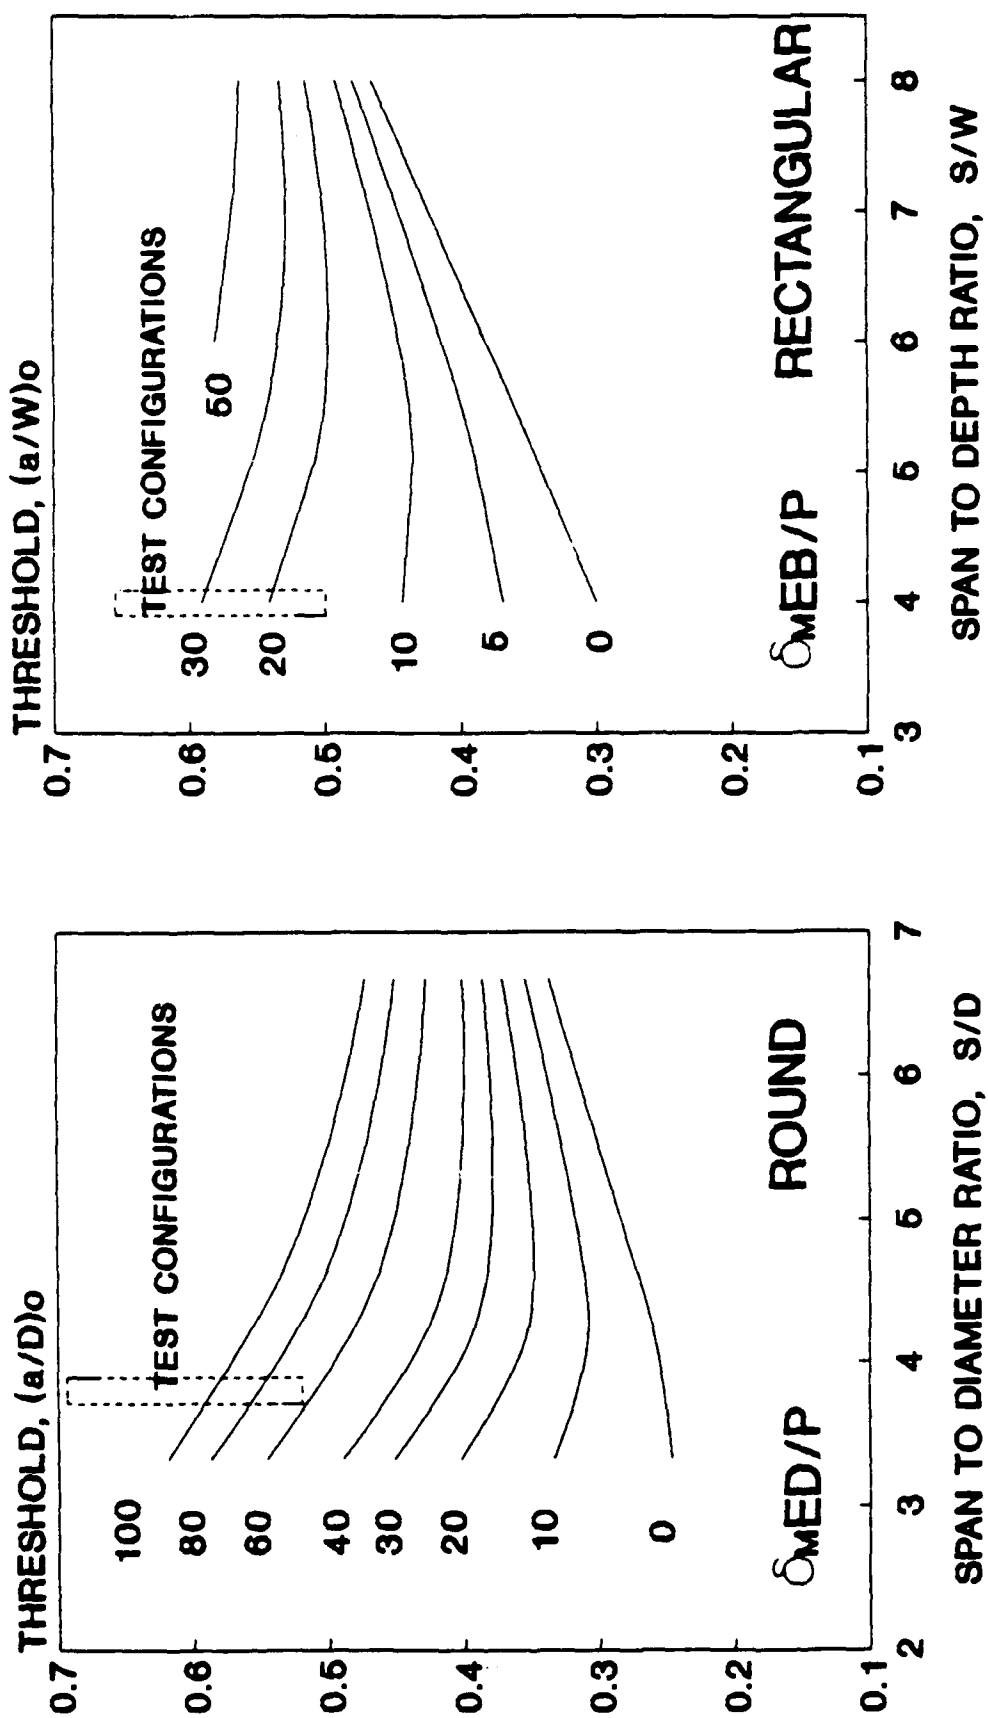 THRESHOLD, (a/D)o
0.7
0.6
0.5
0.4
0.3
0.2
0.1
TEST CONFIGURATIONS
100
80
60
40
30
20
10
0
δMED/P ROUND
2 3 4 5 6 7
SPAN TO DIAMETER RATIO, S/D
THRESHOLD, (a/W)o
0.7
0.6
0.5
0.4
0.3
0.2
0.1
TEST CONFIGURATIONS
50
30
20
10
5
0
δMEB/P RECTANGULAR
3 4 5 6 7 8
SPAN TO DEPTH RATIO, S/W